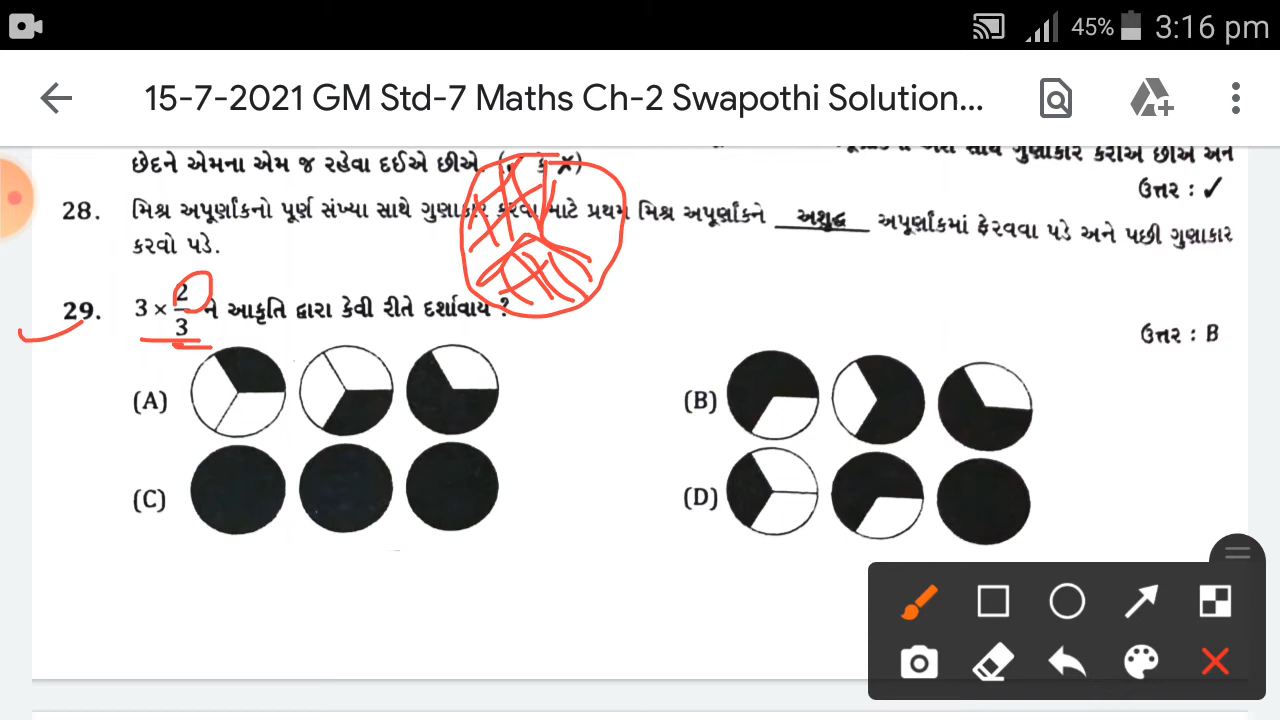 45% 3:16 pm
15-7-2021 GM Std-7 Maths Ch-2 Swapothi Solution...
સાથે ગુણાકાર કરીએ છીએ અને
છેદને એમના એમ જ રહેવા દઈએ છીએ. (✓ કે ✗)
ઉત્તર : ✓
28. મિશ્ર અપૂર્ણાંકનો પૂર્ણ સંખ્યા સાથે ગુણાકાર કરવા માટે પ્રથમ મિશ્ર અપૂર્ણાંકને અશુદ્ધ અપૂર્ણાંકમાં ફેરવવા પડે અને પછી ગુણાકાર
કરવો પડે.
29. 3 × 2/3 ને આકૃતિ દ્વારા કેવી રીતે દર્શાવાય ?
ઉત્તર : B
(A) (B)
(C) (D)